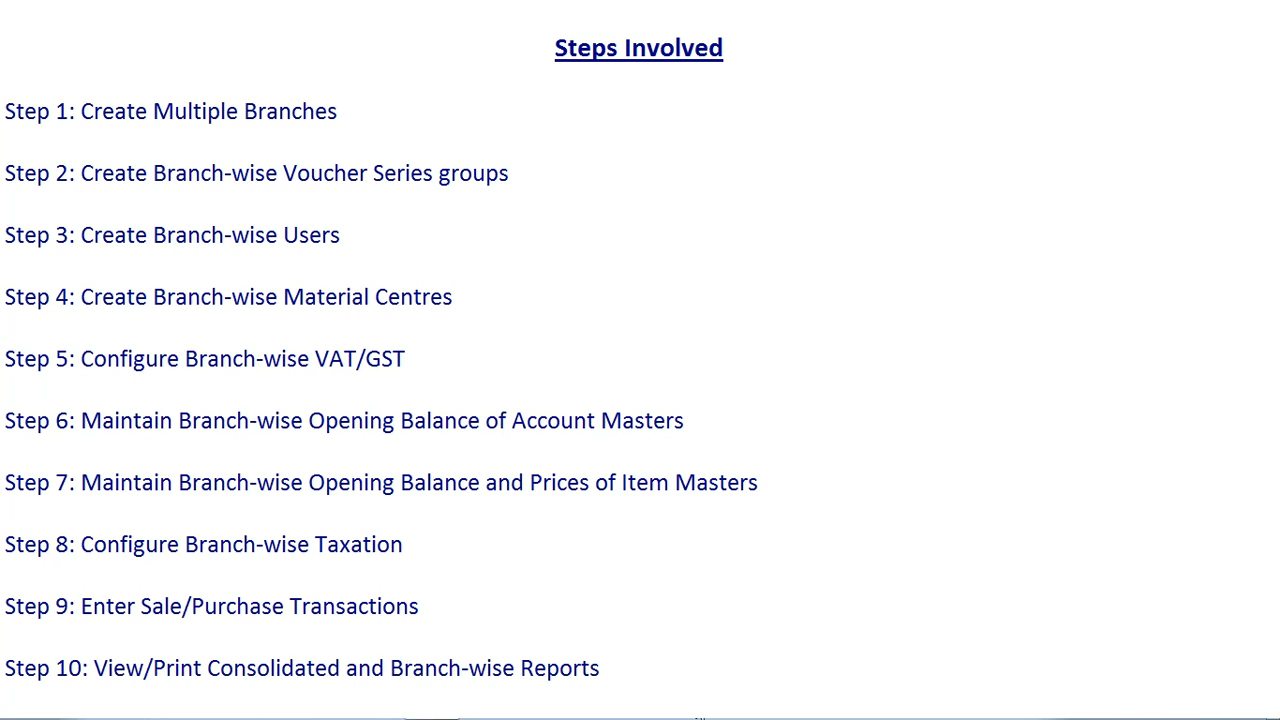 Steps Involved
Step 1: Create Multiple Branches
Step 2: Create Branch-wise Voucher Series groups
Step 3: Create Branch-wise Users
Step 4: Create Branch-wise Material Centres
Step 5: Configure Branch-wise VAT/GST
Step 6: Maintain Branch-wise Opening Balance of Account Masters
Step 7: Maintain Branch-wise Opening Balance and Prices of Item Masters
Step 8: Configure Branch-wise Taxation
Step 9: Enter Sale/Purchase Transactions
Step 10: View/Print Consolidated and Branch-wise Reports